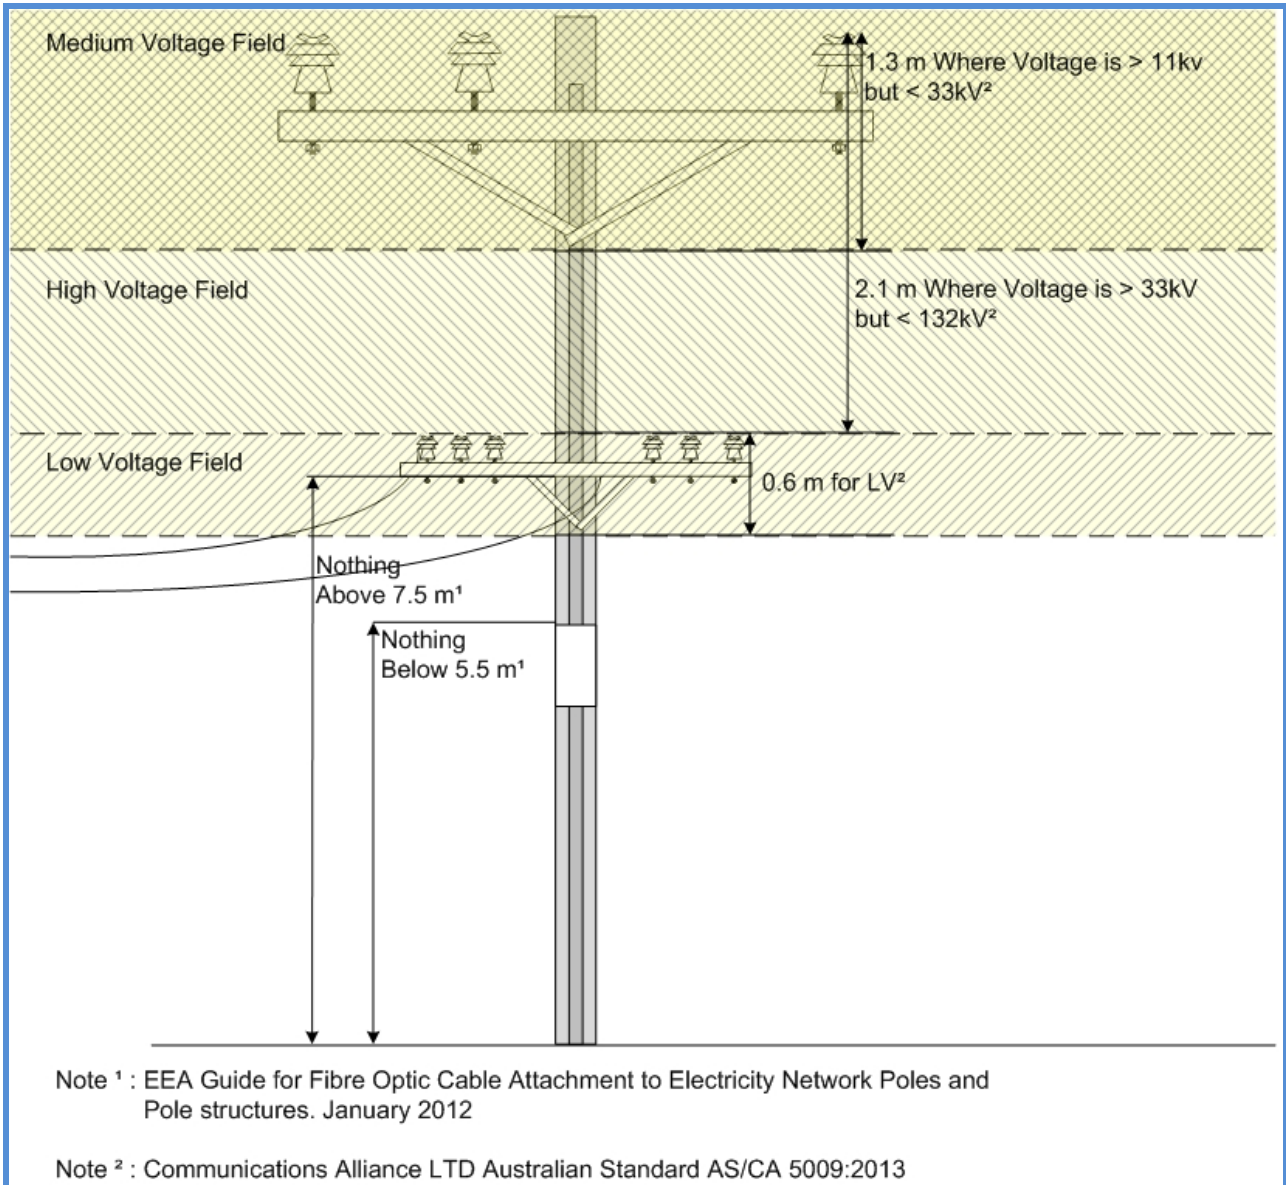 Medium Voltage Field
1.3 m Where Voltage is > 11kv
but < 33kV²
High Voltage Field
2.1 m Where Voltage is > 33kV
but < 132kV²
Low Voltage Field
0.6 m for LV²
Nothing
Above 7.5 m¹
Nothing
Below 5.5 m¹
Note ¹ : EEA Guide for Fibre Optic Cable Attachment to Electricity Network Poles and
Pole structures. January 2012
Note ² : Communications Alliance LTD Australian Standard AS/CA 5009:2013